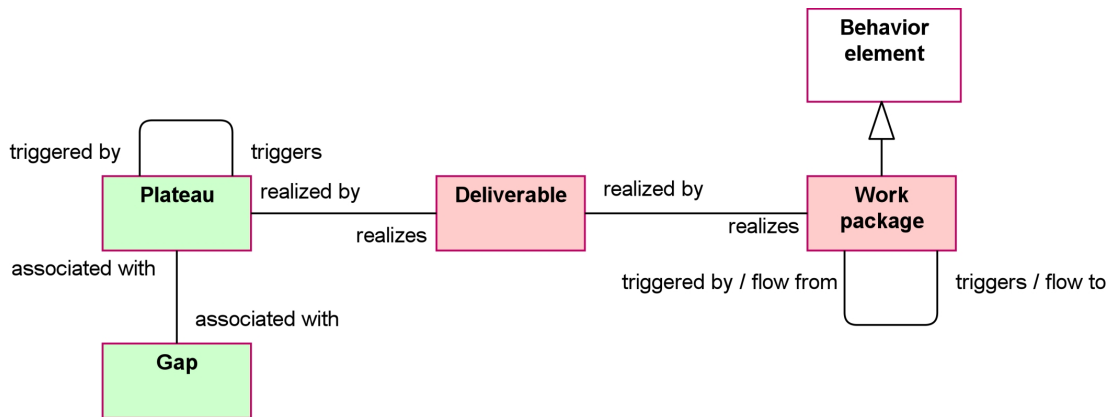 Behavior
element
triggered by
triggers
Plateau
realized by
realizes
Deliverable
realized by
realizes
Work
package
associated with
associated with
Gap
triggered by / flow from
triggers / flow to